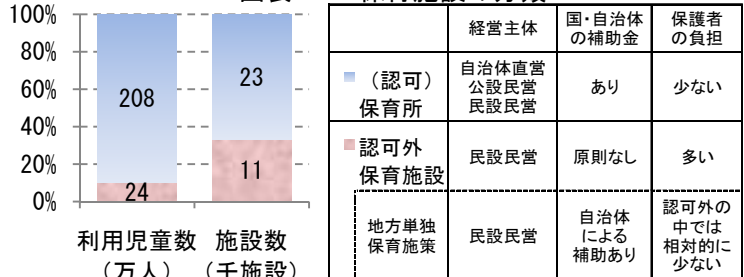 100%
80%
60%
40%
20%
0%
208
24
23
11
利用児童数
（万人）
施設数
（千施設）
経営主体
国・自治体
の補助金
保護者
の負担
（認可）
保育所
自治体直営
公設民営
民設民営
あり
少ない
認可外
保育施設
民設民営
原則なし
多い
地方単独
保育施策
民設民営
自治体
による
補助あり
認可外の
中では
相対的に
少ない